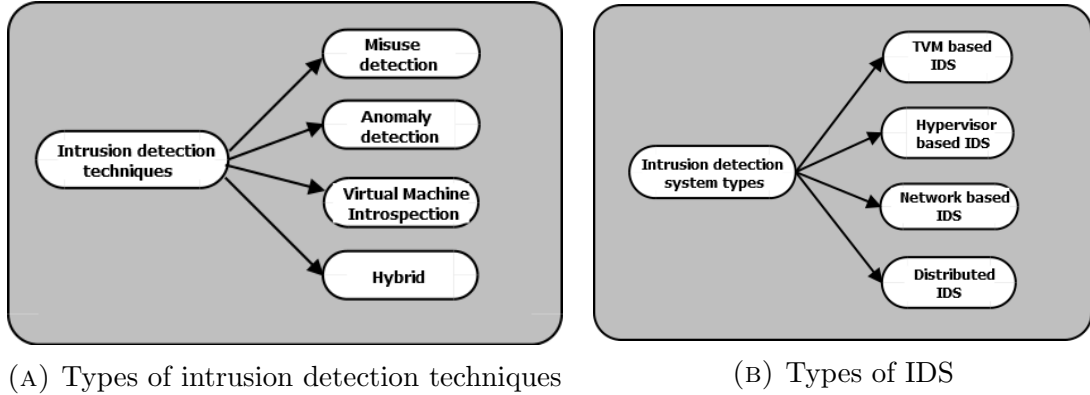 Misuse
detection
Anomaly
detection
Intrusion detection
techniques
Virtual Machine
Introspection
Hybrid
(A) Types of intrusion detection techniques
TVM based
IDS
Hypervisor
based IDS
Intrusion detection
system types
Network based
IDS
Distributed
IDS
(B) Types of IDS